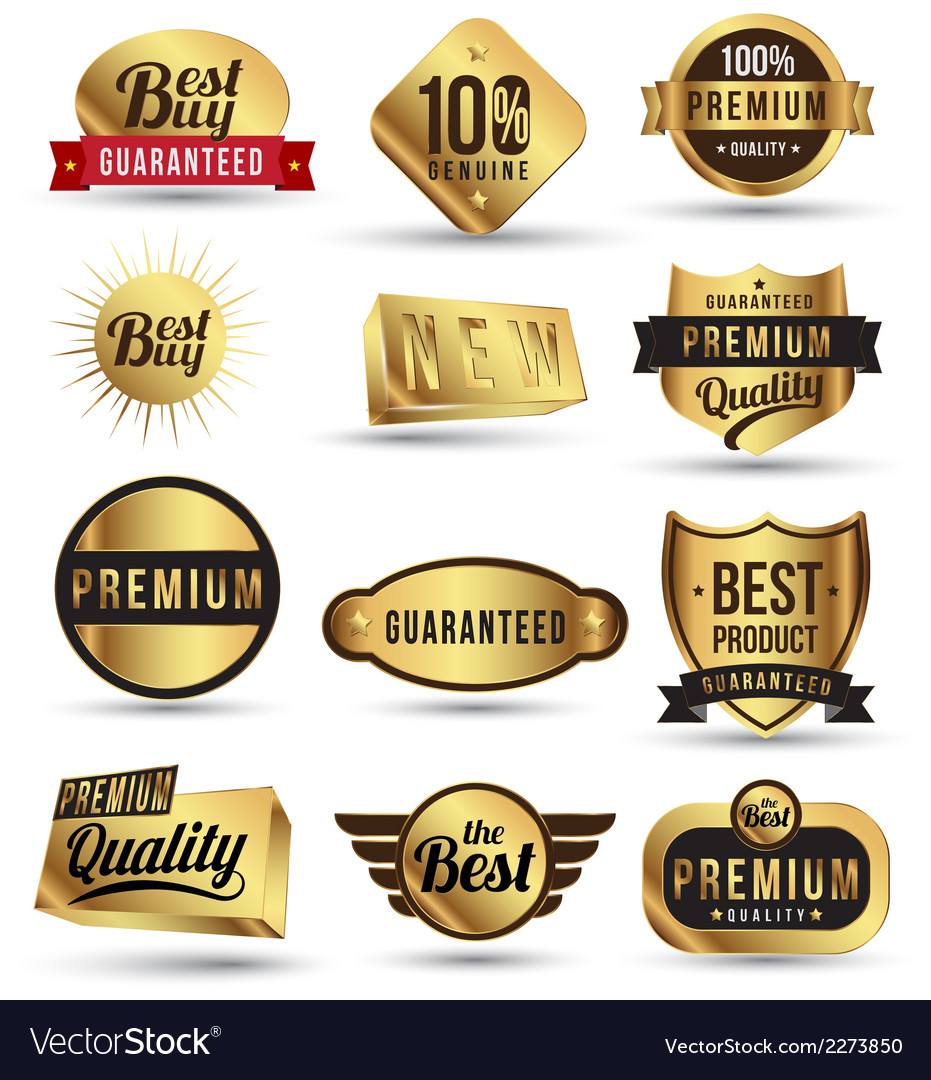 Best
Buy
GUARANTEED
10%
GENUINE
100%
PREMIUM
QUALITY
Best
Buy
NEW
GUARANTEED
PREMIUM
Quality
PREMIUM
GUARANTEED
BEST
PRODUCT
GUARANTEED
PREMIUM
Quality
the
Best
the
Best
PREMIUM
QUALITY
VectorStock®
VectorStock.com/2273850